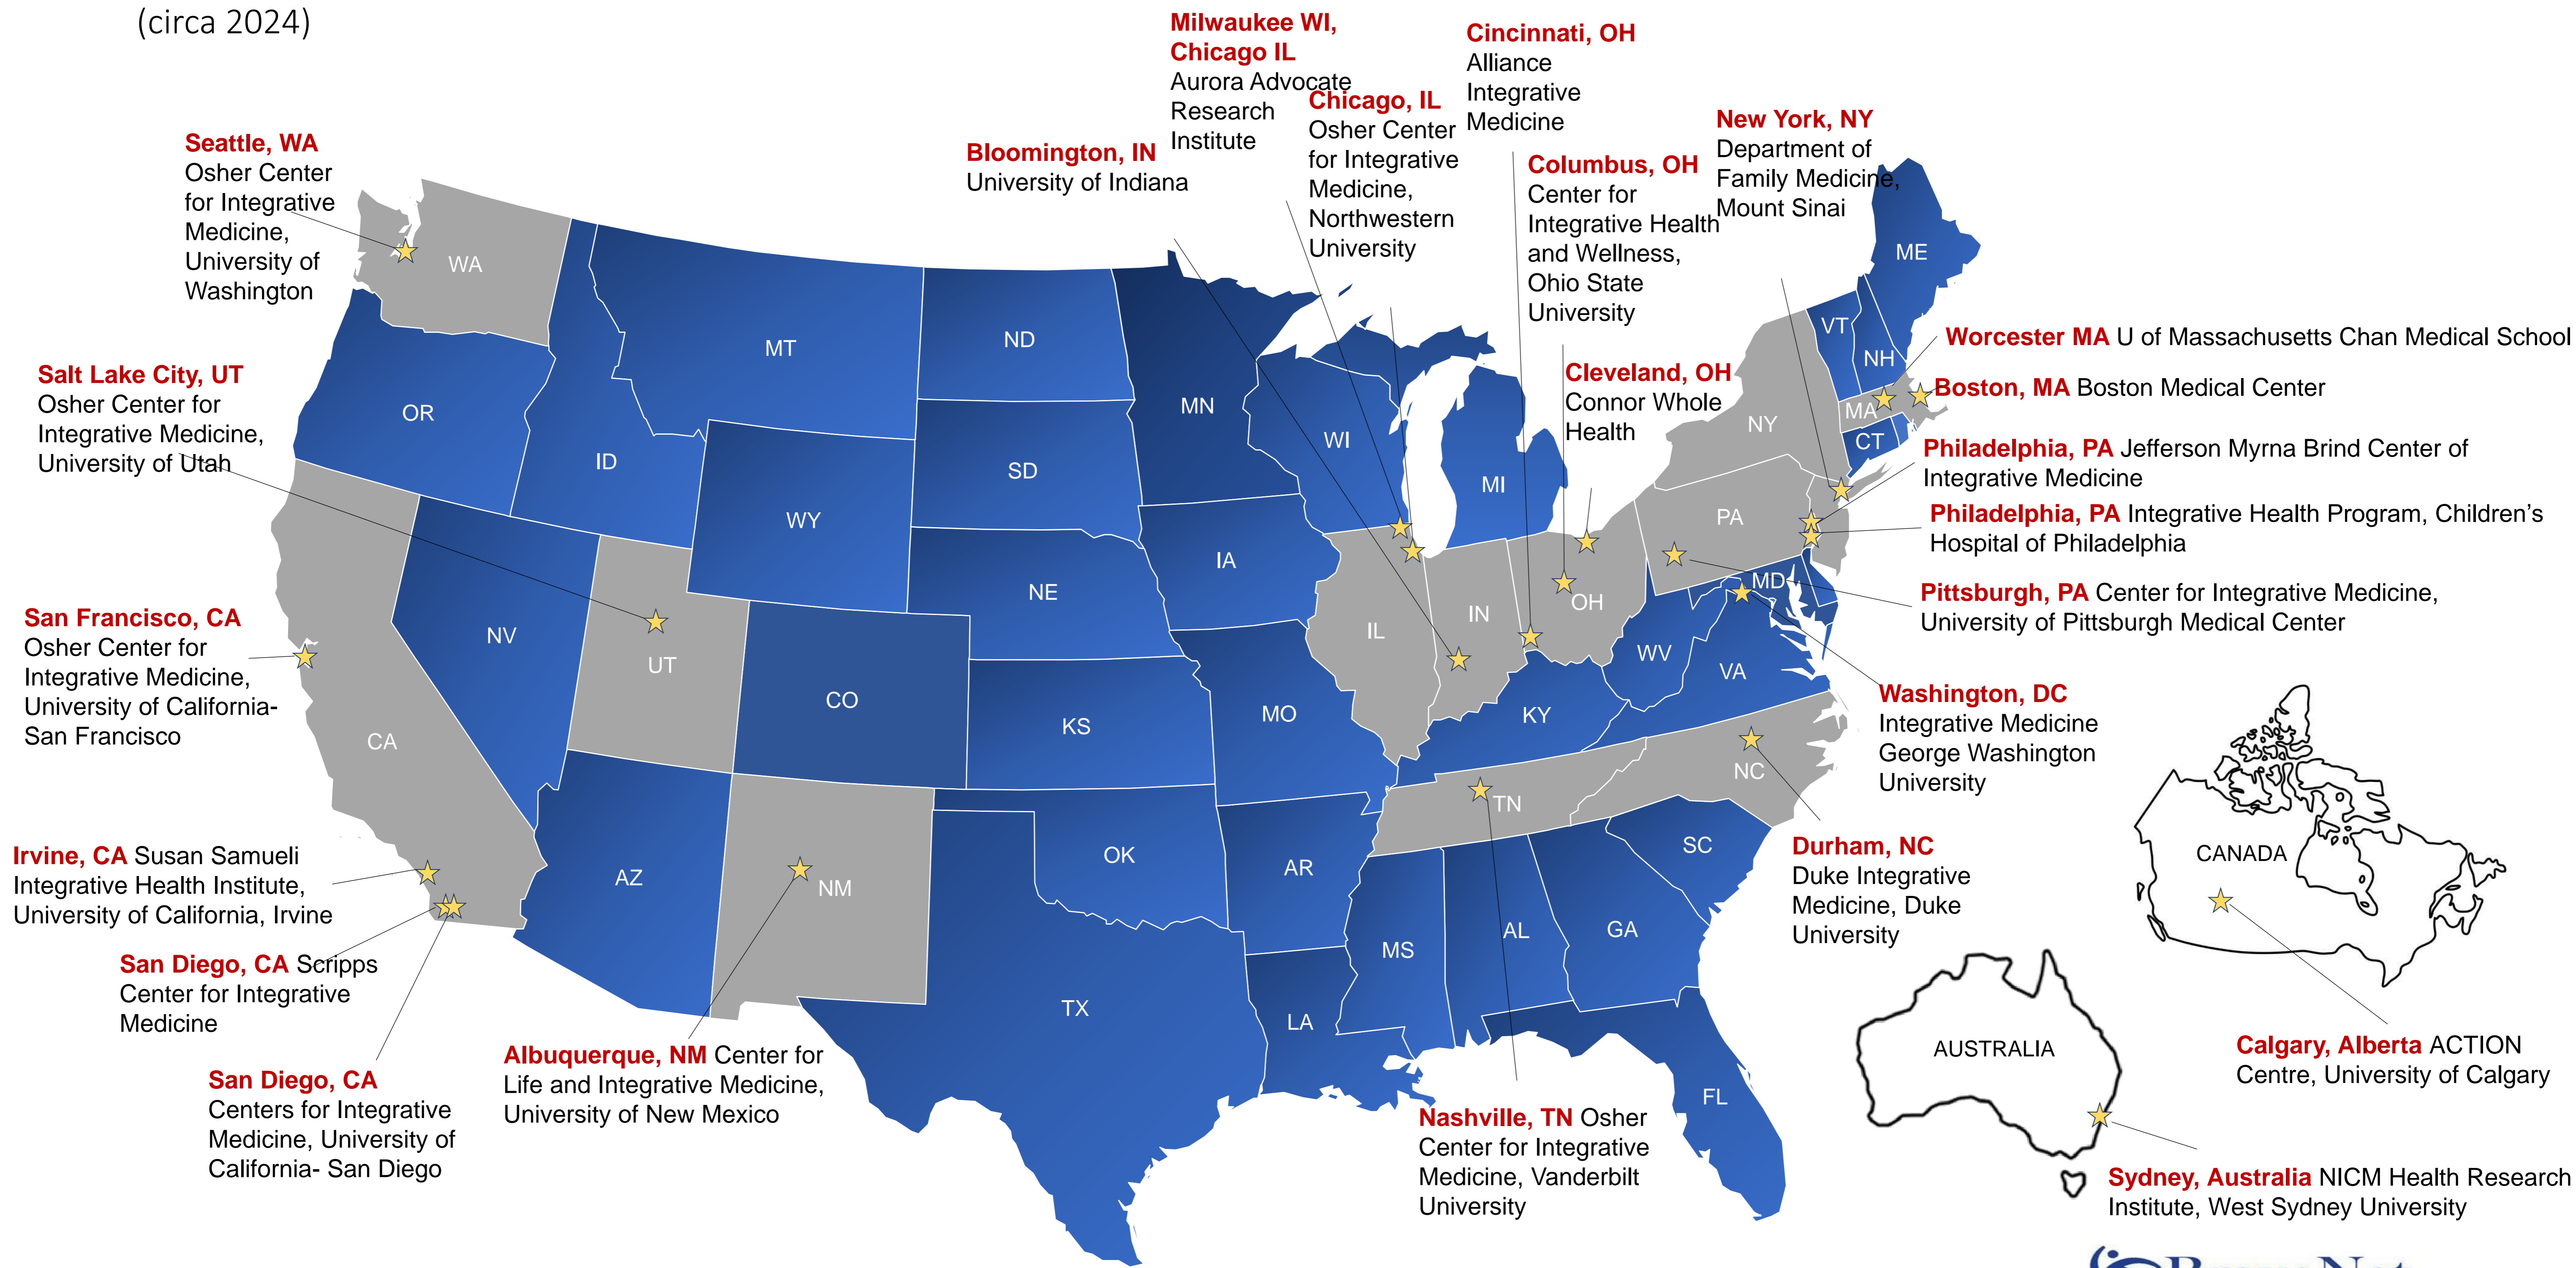 (circa 2024)
Milwaukee WI,
Chicago IL
Aurora Advocate
Research
Institute
Cincinnati, OH
Alliance
Integrative
Medicine
Chicago, IL
Osher Center
for Integrative
Medicine,
Northwestern
University
New York, NY
Department of
Family Medicine,
Mount Sinai
Seattle, WA
Osher Center
for Integrative
Medicine,
University of
Washington
Bloomington, IN
University of Indiana
Columbus, OH
Center for
Integrative Health
and Wellness,
Ohio State
University
Cleveland, OH
Connor Whole
Health
Worcester MA U of Massachusetts Chan Medical School
Boston, MA Boston Medical Center
Philadelphia, PA Jefferson Myrna Brind Center of
Integrative Medicine
Philadelphia, PA Integrative Health Program, Children’s
Hospital of Philadelphia
Pittsburgh, PA Center for Integrative Medicine,
University of Pittsburgh Medical Center
Washington, DC
Integrative Medicine
George Washington
University
Salt Lake City, UT
Osher Center for
Integrative Medicine,
University of Utah
San Francisco, CA
Osher Center for
Integrative Medicine,
University of California-
San Francisco
Irvine, CA Susan Samueli
Integrative Health Institute,
University of California, Irvine
San Diego, CA Scripps
Center for Integrative
Medicine
San Diego, CA
Centers for Integrative
Medicine, University of
California- San Diego
Albuquerque, NM Center for
Life and Integrative Medicine,
University of New Mexico
Nashville, TN Osher
Center for Integrative
Medicine, Vanderbilt
University
Durham, NC
Duke Integrative
Medicine, Duke
University
CANADA
Calgary, Alberta ACTION
Centre, University of Calgary
AUSTRALIA
Sydney, Australia NICM Health Research
Institute, West Sydney University
WA
OR
CA
ID
NV
MT
WY
UT
AZ
CO
NM
ND
SD
NE
KS
OK
TX
MN
IA
MO
AR
LA
WI
IL
MI
IN
OH
KY
TN
MS
AL
GA
FL
SC
NC
VA
WV
MD
PA
NY
VT
NH
ME
MA
CT